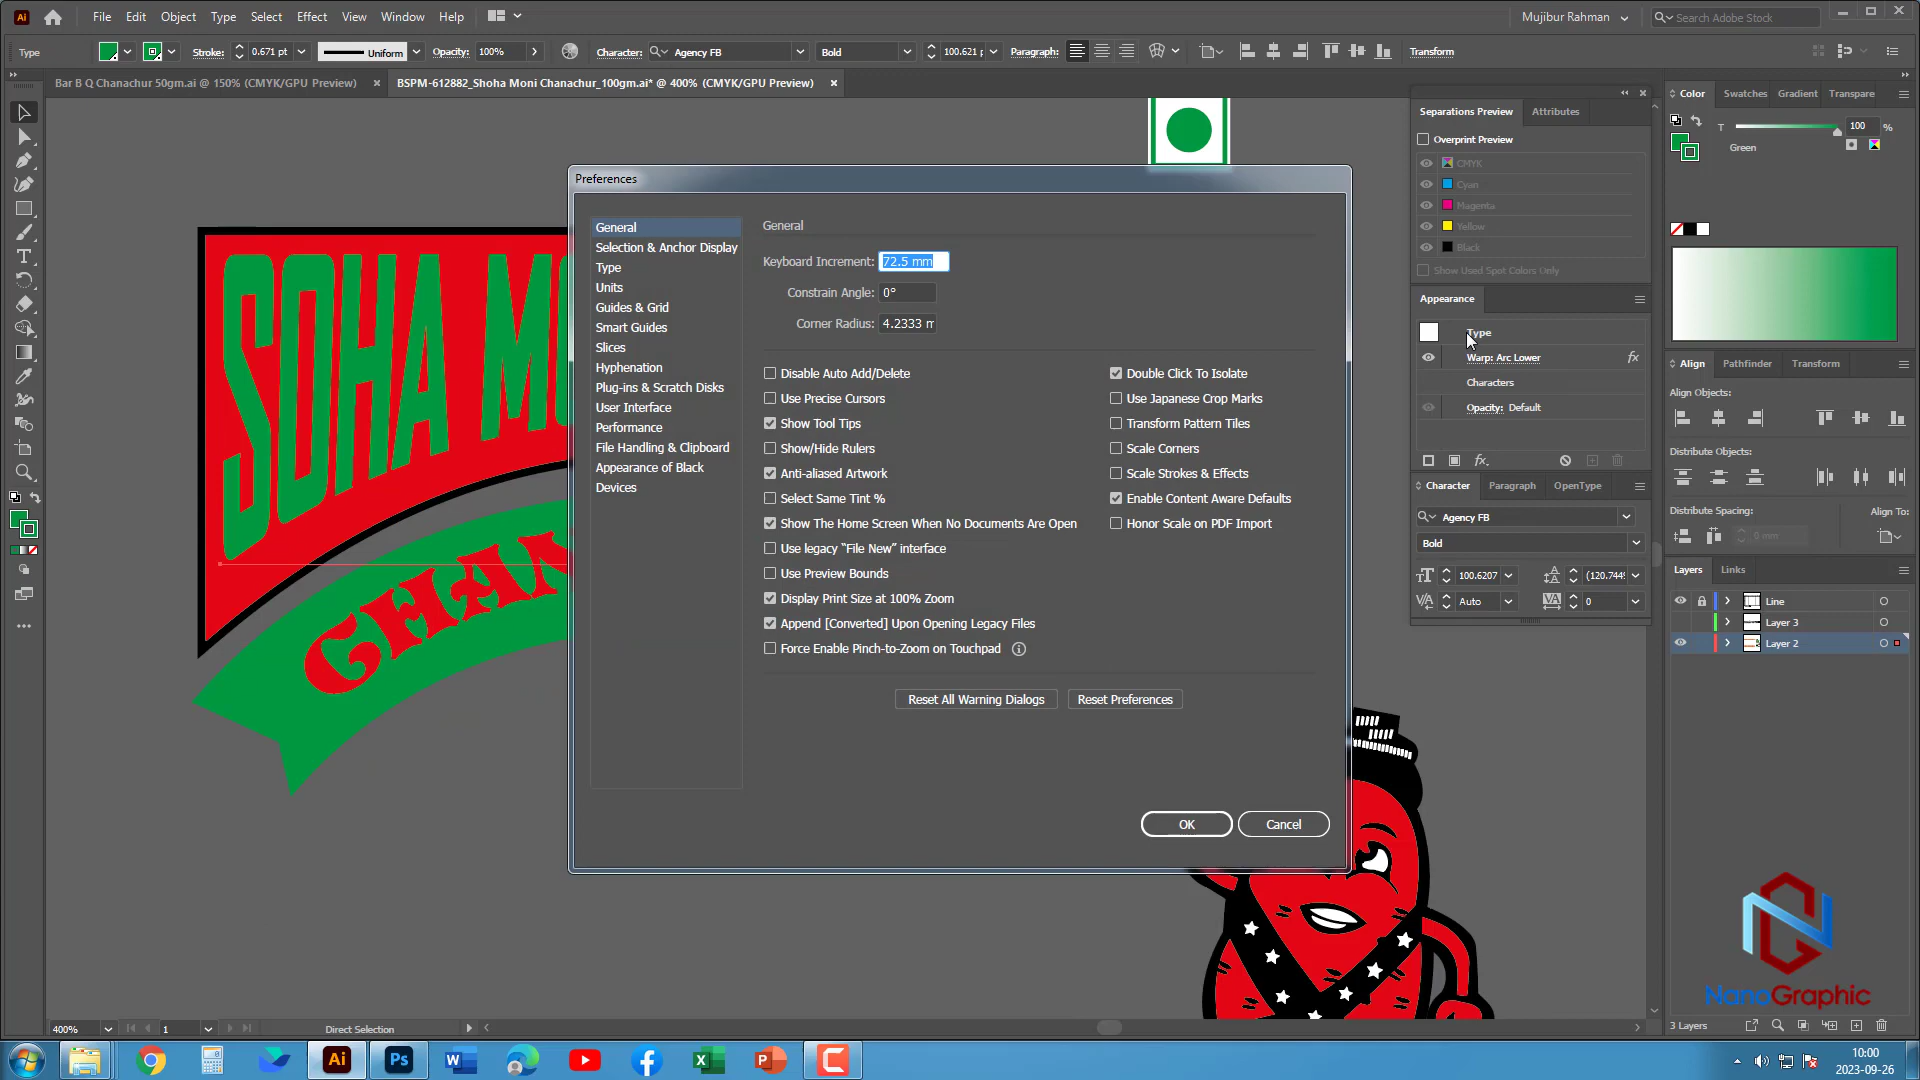 Ai File Edit Object Type Select Effect View Window Help Mujibur Rahman Search Adobe Stock
Type Stroke: 0.671 pt Uniform Opacity: 100% Character: Agency FB Bold 100.621 p Paragraph: Transform
Bar B Q Chanachur 50gm.ai @ 150% (CMYK/GPU Preview) × BSPM-612882_Shoha Moni Chanachur_100gm.ai* @ 400% (CMYK/GPU Preview) ×
SOHA MO
CHAN
Preferences
General
Selection & Anchor Display
Type
Units
Guides & Grid
Smart Guides
Slices
Hyphenation
Plug-ins & Scratch Disks
User Interface
Performance
File Handling & Clipboard
Appearance of Black
Devices
General
Keyboard Increment: 72.5 mm
Constrain Angle: 0°
Corner Radius: 4.2333 m
Disable Auto Add/Delete
Use Precise Cursors
Show Tool Tips
Show/Hide Rulers
Anti-aliased Artwork
Select Same Tint %
Show The Home Screen When No Documents Are Open
Use legacy “File New” interface
Use Preview Bounds
Display Print Size at 100% Zoom
Append [Converted] Upon Opening Legacy Files
Force Enable Pinch-to-Zoom on Touchpad
Double Click To Isolate
Use Japanese Crop Marks
Transform Pattern Tiles
Scale Corners
Scale Strokes & Effects
Enable Content Aware Defaults
Honor Scale on PDF Import
Reset All Warning Dialogs Reset Preferences
OK Cancel
Separations Preview Attributes
Overprint Preview
CMYK
Cyan
Magenta
Yellow
Black
Show Used Spot Colors Only
Appearance
Type
Warp: Arc Lower fx
Characters
Opacity: Default
fx
Character Paragraph OpenType
Agency FB
Bold
100.6207
Auto 0
Color Swatches Gradient Transpare
T 100 %
Green
Align Pathfinder Transform
Align Objects:
Distribute Objects:
Distribute Spacing: Align To:
0 mm
Layers Links
Line
Layer 3
Layer 2
NanoGraphic
3 Layers
400% 1 Direct Selection
Ai Ps
10:00
2023-09-26